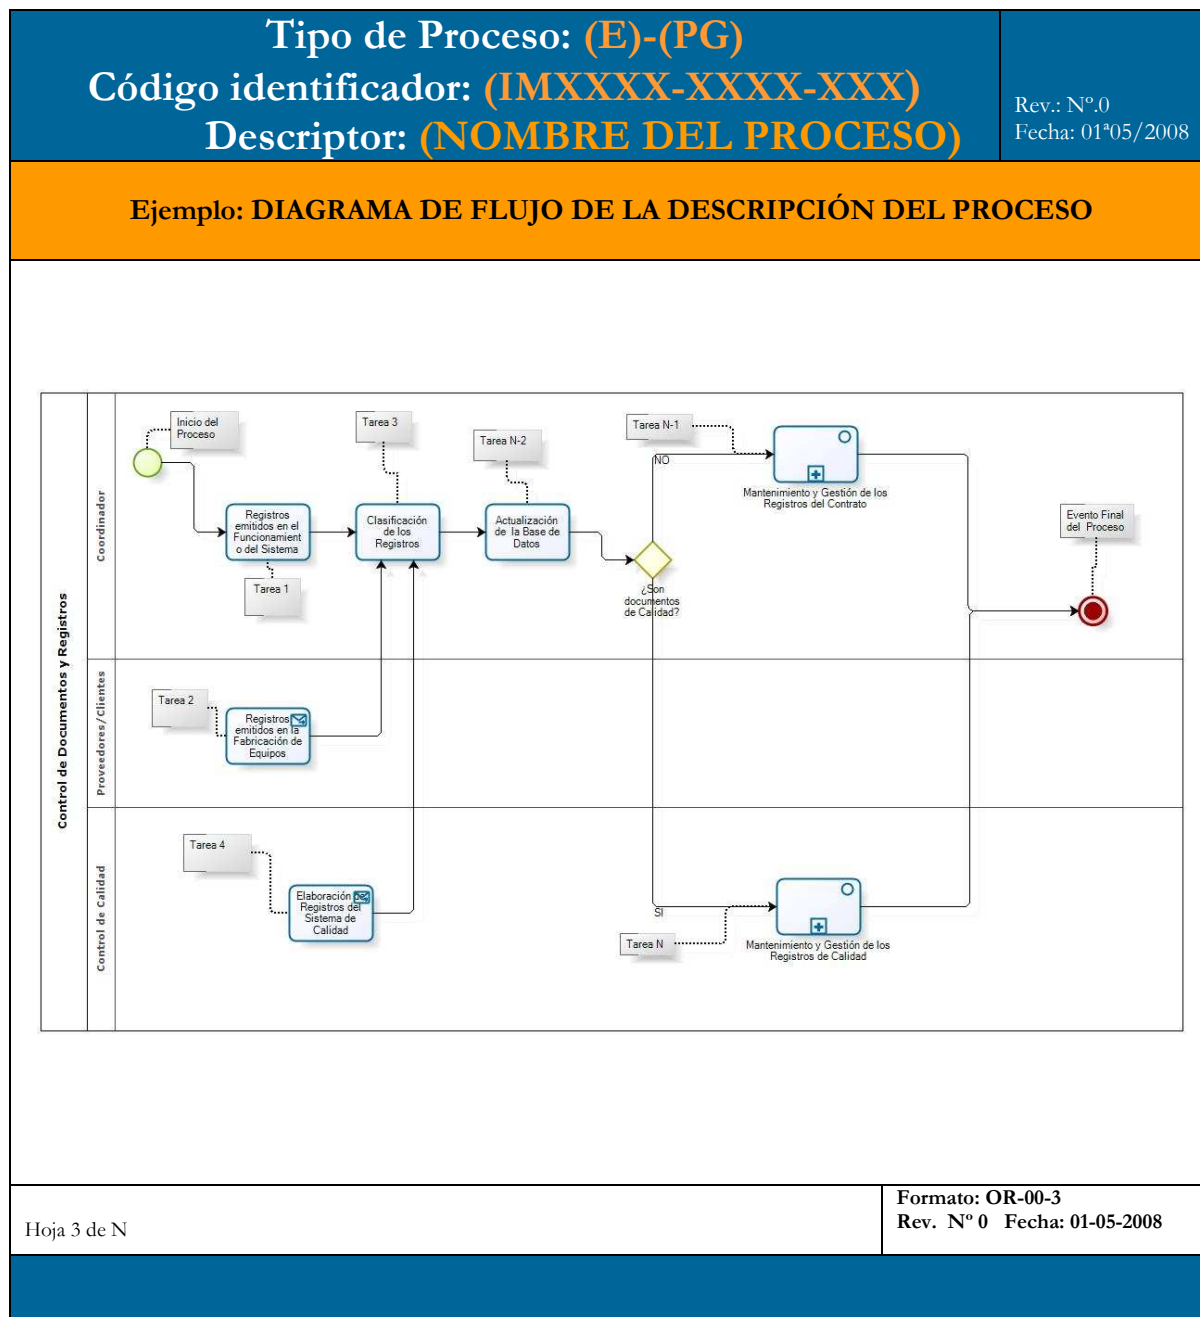 Tipo de Proceso: (E)-(PG)
Código identificador: (IMXXXX-XXXX-XXX)
Descriptor: (NOMBRE DEL PROCESO)
Rev.: Nº.0
Fecha: 01ª05/2008
Ejemplo: DIAGRAMA DE FLUJO DE LA DESCRIPCIÓN DEL PROCESO
Control de Documentos y Registros
Coordinador
Inicio del
Proceso
Registros
emitidos en el
Funcionamient
o del Sistema
Tarea 1
Tarea 3
Clasificación
de los
Registros
Tarea N-2
Actualización
de la Base de
Datos
¿Son
documentos
de Calidad?
NO
Tarea N-1
Mantenimiento y Gestión de los
Registros del Contrato
Evento Final
del Proceso
Proveedores/Clientes
Tarea 2
Registros
emitidos en la
Fabricación de
Equipos
Control de Calidad
Tarea 4
Elaboración de
Registros del
Sistema de
Calidad
SI
Tarea N
Mantenimiento y Gestión de los
Registros de Calidad
Hoja 3 de N
Formato: OR-00-3
Rev. Nº 0 Fecha: 01-05-2008